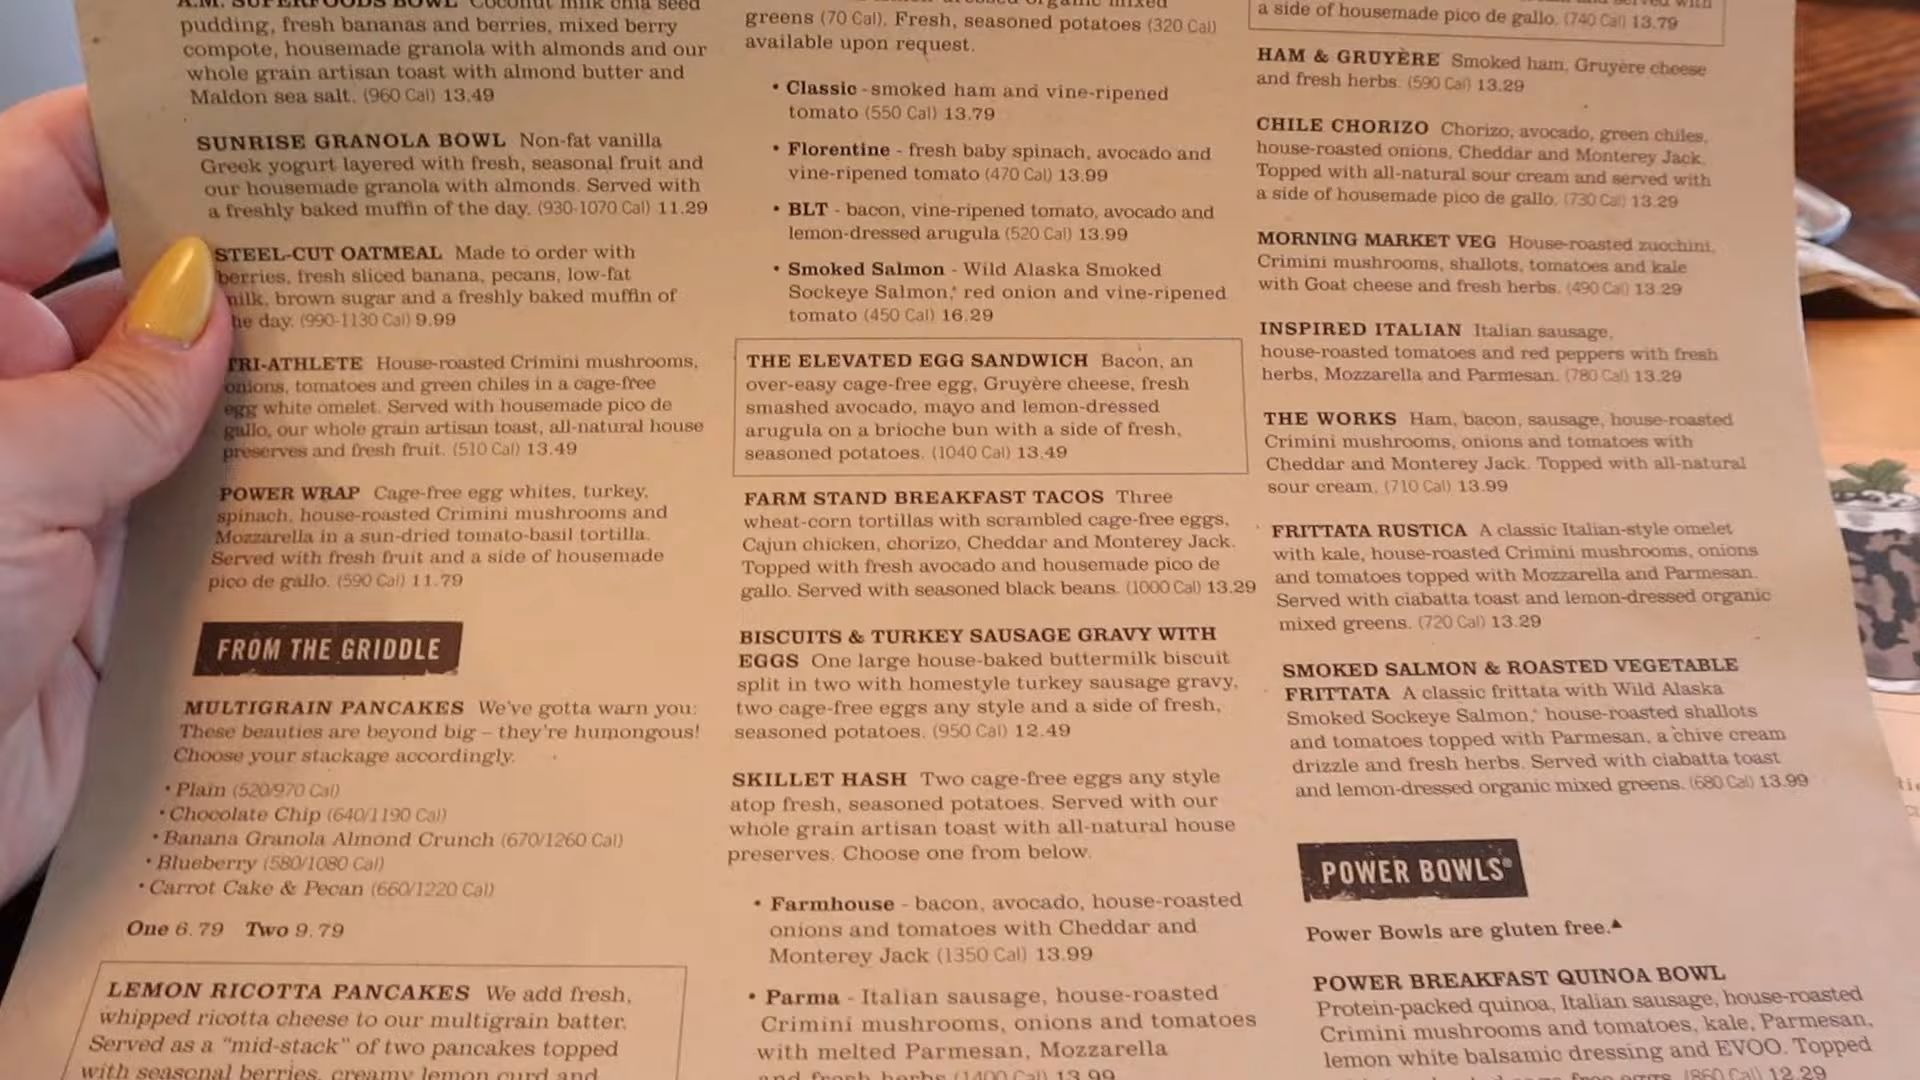 A.M. SUPERFOODS BOWL Coconut milk chia seed
pudding, fresh bananas and berries, mixed berry
compote, housemade granola with almonds and our
whole grain artisan toast with almond butter and
Maldon sea salt. (960 Cal) 13.49
SUNRISE GRANOLA BOWL Non-fat vanilla
Greek yogurt layered with fresh, seasonal fruit and
our housemade granola with almonds. Served with
a freshly baked muffin of the day. (930-1070 Cal) 11.29
STEEL-CUT OATMEAL Made to order with
berries, fresh sliced banana, pecans, low-fat
milk, brown sugar and a freshly baked muffin of
he day. (990-1130 Cal) 9.99
TRI-ATHLETE House-roasted Crimini mushrooms,
onions, tomatoes and green chiles in a cage-free
egg white omelet. Served with housemade pico de
gallo, our whole grain artisan toast, all-natural house
preserves and fresh fruit. (510 Cal) 13.49
POWER WRAP Cage-free egg whites, turkey,
spinach, house-roasted Crimini mushrooms and
Mozzarella in a sun-dried tomato-basil tortilla.
Served with fresh fruit and a side of housemade
pico de gallo. (590 Cal) 11.79
FROM THE GRIDDLE
MULTIGRAIN PANCAKES We've gotta warn you:
These beauties are beyond big – they're humongous!
Choose your stackage accordingly.
• Plain (520/970 Cal)
• Chocolate Chip (640/1190 Cal)
• Banana Granola Almond Crunch (670/1260 Cal)
• Blueberry (580/1080 Cal)
• Carrot Cake & Pecan (660/1220 Cal)
One 6.79 Two 9.79
LEMON RICOTTA PANCAKES We add fresh,
whipped ricotta cheese to our multigrain batter.
Served as a "mid-stack" of two pancakes topped
with seasonal berries, creamy lemon curd and
organic mixed
greens (70 Cal). Fresh, seasoned potatoes (320 Cal)
available upon request.
• Classic - smoked ham and vine-ripened
tomato (550 Cal) 13.79
• Florentine - fresh baby spinach, avocado and
vine-ripened tomato (470 Cal) 13.99
• BLT - bacon, vine-ripened tomato, avocado and
lemon-dressed arugula (520 Cal) 13.99
• Smoked Salmon - Wild Alaska Smoked
Sockeye Salmon,* red onion and vine-ripened
tomato (450 Cal) 16.29
THE ELEVATED EGG SANDWICH Bacon, an
over-easy cage-free egg, Gruyère cheese, fresh
smashed avocado, mayo and lemon-dressed
arugula on a brioche bun with a side of fresh,
seasoned potatoes. (1040 Cal) 13.49
FARM STAND BREAKFAST TACOS Three
wheat-corn tortillas with scrambled cage-free eggs,
Cajun chicken, chorizo, Cheddar and Monterey Jack.
Topped with fresh avocado and housemade pico de
gallo. Served with seasoned black beans. (1000 Cal) 13.29
BISCUITS & TURKEY SAUSAGE GRAVY WITH
EGGS One large house-baked buttermilk biscuit
split in two with homestyle turkey sausage gravy,
two cage-free eggs any style and a side of fresh,
seasoned potatoes. (950 Cal) 12.49
SKILLET HASH Two cage-free eggs any style
atop fresh, seasoned potatoes. Served with our
whole grain artisan toast with all-natural house
preserves. Choose one from below.
• Farmhouse - bacon, avocado, house-roasted
onions and tomatoes with Cheddar and
Monterey Jack (1350 Cal) 13.99
• Parma - Italian sausage, house-roasted
Crimini mushrooms, onions and tomatoes
with melted Parmesan, Mozzarella
and fresh herbs (1400 Cal) 13.99
a side of housemade pico de gallo. (740 Cal) 13.79
HAM & GRUYÈRE Smoked ham, Gruyère cheese
and fresh herbs. (590 Cal) 13.29
CHILE CHORIZO Chorizo, avocado, green chiles,
house-roasted onions, Cheddar and Monterey Jack.
Topped with all-natural sour cream and served with
a side of housemade pico de gallo. (730 Cal) 13.29
MORNING MARKET VEG House-roasted zucchini,
Crimini mushrooms, shallots, tomatoes and kale
with Goat cheese and fresh herbs. (490 Cal) 13.29
INSPIRED ITALIAN Italian sausage,
house-roasted tomatoes and red peppers with fresh
herbs, Mozzarella and Parmesan. (780 Cal) 13.29
THE WORKS Ham, bacon, sausage, house-roasted
Crimini mushrooms, onions and tomatoes with
Cheddar and Monterey Jack. Topped with all-natural
sour cream. (710 Cal) 13.99
FRITTATA RUSTICA A classic Italian-style omelet
with kale, house-roasted Crimini mushrooms, onions
and tomatoes topped with Mozzarella and Parmesan.
Served with ciabatta toast and lemon-dressed organic
mixed greens. (720 Cal) 13.29
SMOKED SALMON & ROASTED VEGETABLE
FRITTATA A classic frittata with Wild Alaska
Smoked Sockeye Salmon,* house-roasted shallots
and tomatoes topped with Parmesan, a chive cream
drizzle and fresh herbs. Served with ciabatta toast
and lemon-dressed organic mixed greens. (680 Cal) 13.99
POWER BOWLS®
Power Bowls are gluten free.▲
POWER BREAKFAST QUINOA BOWL
Protein-packed quinoa, Italian sausage, house-roasted
Crimini mushrooms and tomatoes, kale, Parmesan,
lemon white balsamic dressing and EVOO. Topped
eggs. (860 Cal) 12.29